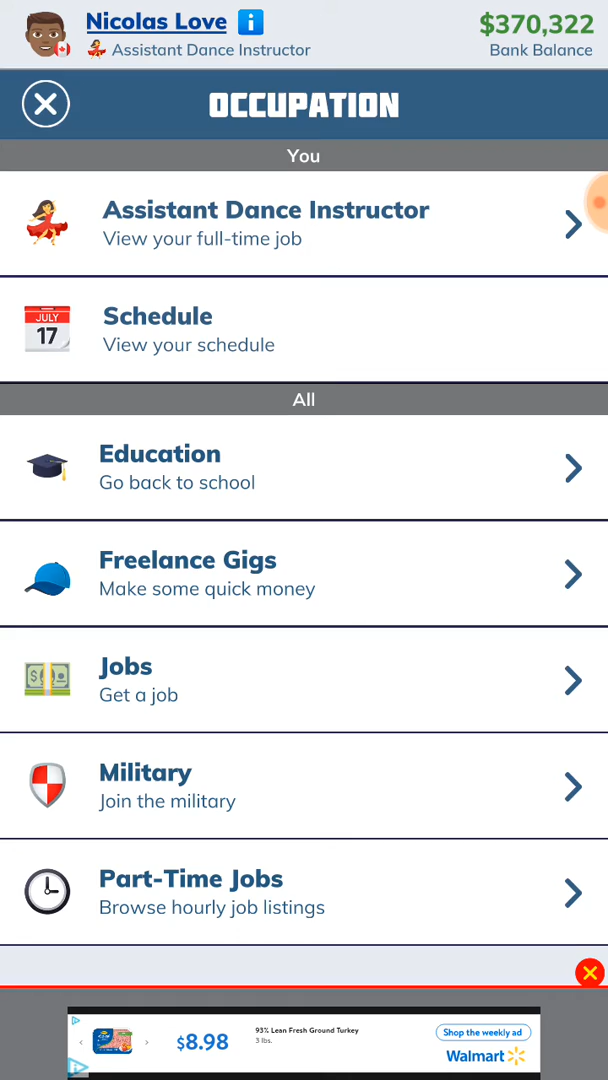 Nicolas Love i
Assistant Dance Instructor
$370,322
Bank Balance
OCCUPATION
You
Assistant Dance Instructor
View your full-time job
JULY
17
Schedule
View your schedule
All
Education
Go back to school
Freelance Gigs
Make some quick money
Jobs
Get a job
Military
Join the military
Part-Time Jobs
Browse hourly job listings
$8.98
93% Lean Fresh Ground Turkey
3 lbs.
Shop the weekly ad
Walmart